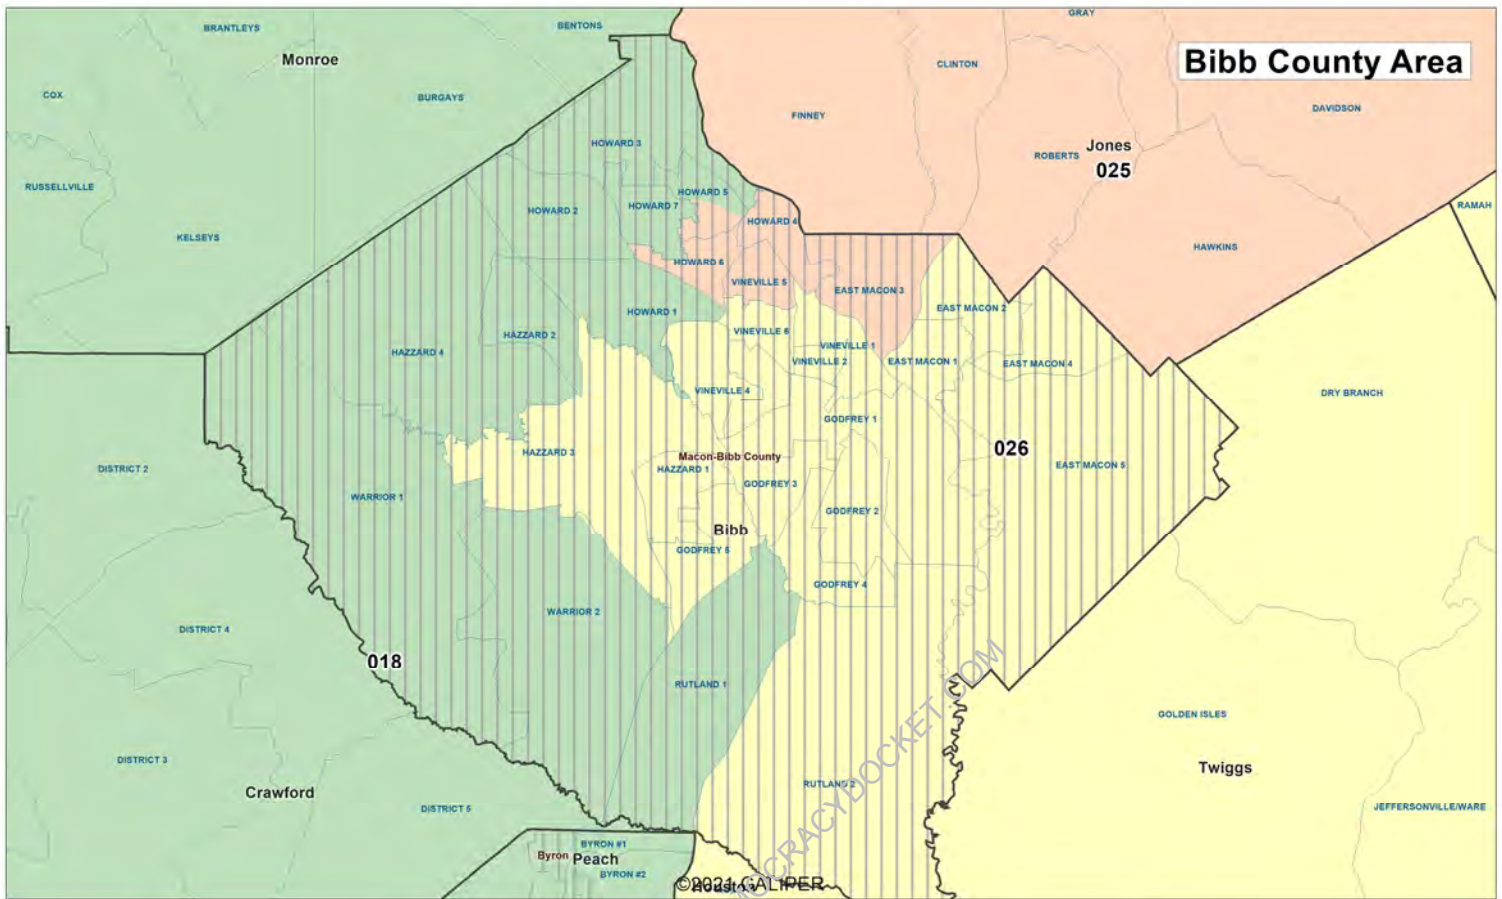 Bibb County Area
BRANTLEYS
BENTONS
GRAY
Monroe
CLINTON
COX
BURGAYS
FINNEY
DAVIDSON
HOWARD 3
Jones
ROBERTS
025
RUSSELLVILLE
HOWARD 5
HOWARD 7
RAMAH
HOWARD 2
HOWARD 4
KELSEYS
HAWKINS
HOWARD 6
VINEVILLE 5
EAST MACON 3
EAST MACON 2
HOWARD 1
VINEVILLE 6
HAZZARD 2
VINEVILLE 1
HAZZARD 4
VINEVILLE 2
EAST MACON 1
EAST MACON 4
VINEVILLE 4
DRY BRANCH
GODFREY 1
026
HAZZARD 3
Macon-Bibb County
DISTRICT 2
HAZZARD 1
EAST MACON 5
GODFREY 3
WARRIOR 1
GODFREY 2
Bibb
GODFREY 5
GODFREY 4
WARRIOR 2
DISTRICT 4
018
RUTLAND 1
GOLDEN ISLES
DISTRICT 3
Twiggs
RUTLAND 2
Crawford
DISTRICT 5
JEFFERSONVILLE/WARE
BYRON #1
Byron
Peach
BYRON #2
©2021 CALIPER
Houston
OCRACYDOCKET.COM